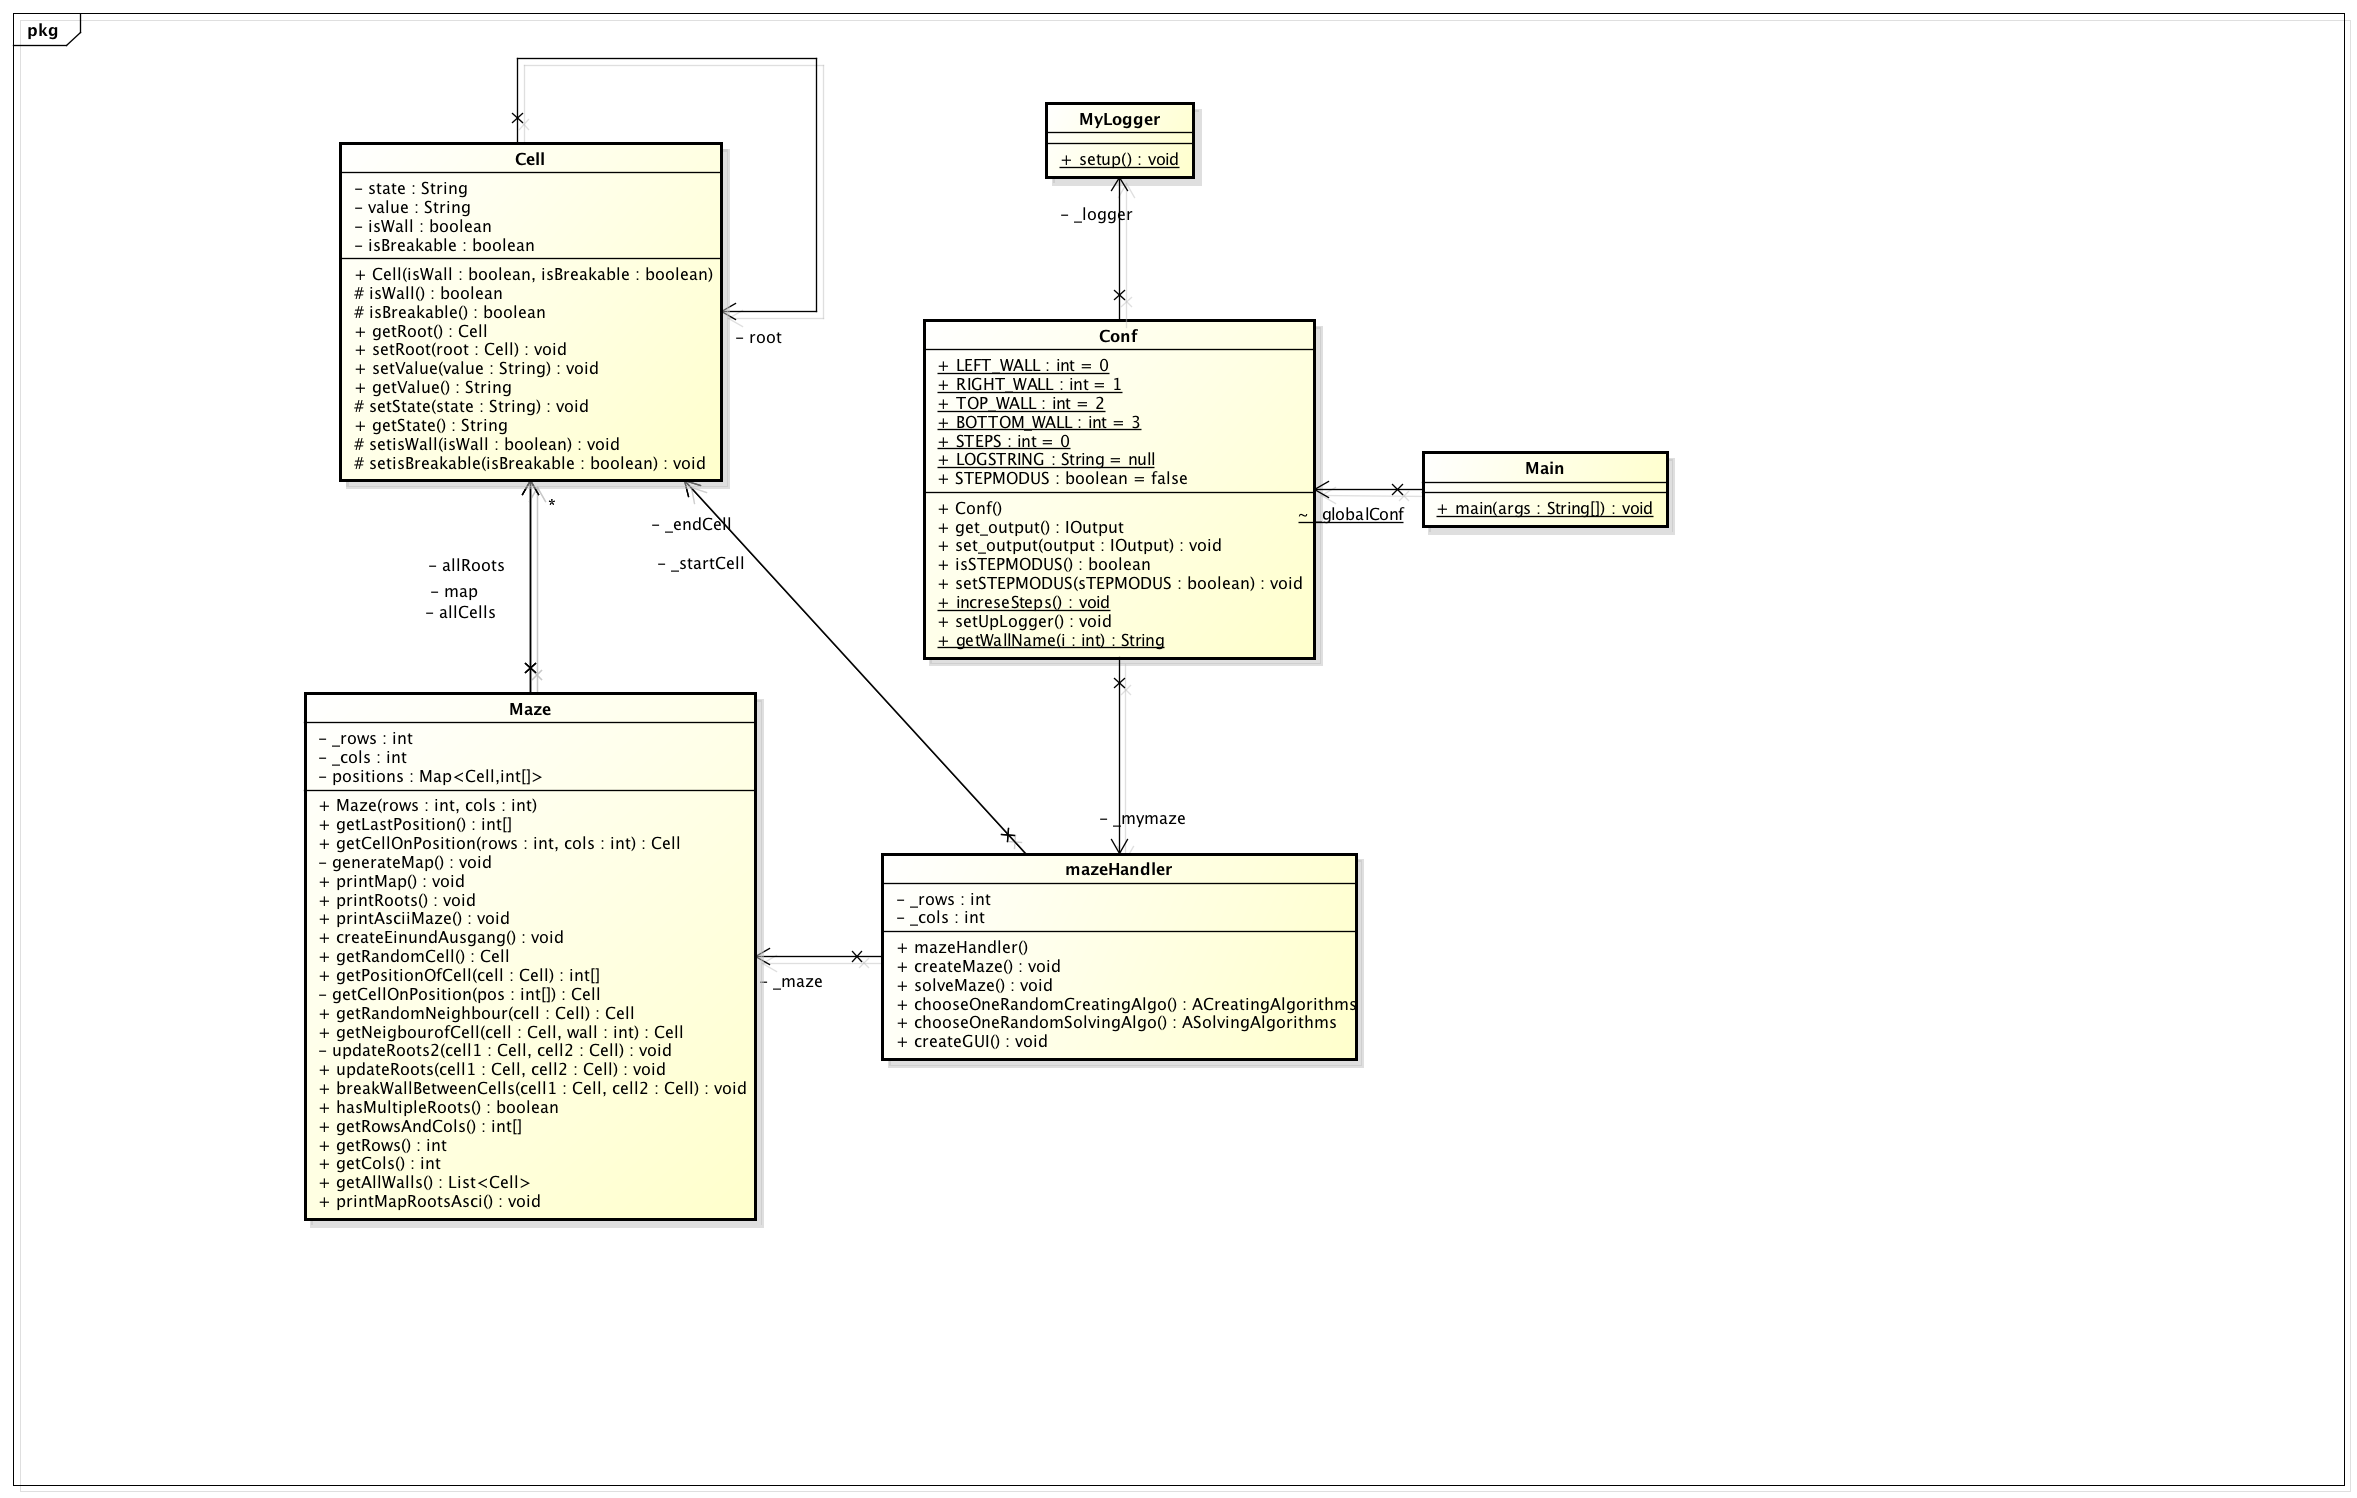 pkg
Cell
– state : String
– value : String
– isWall : boolean
– isBreakable : boolean
+ Cell(isWall : boolean, isBreakable : boolean)
# isWall() : boolean
# isBreakable() : boolean
+ getRoot() : Cell
+ setRoot(root : Cell) : void
+ setValue(value : String) : void
+ getValue() : String
# setState(state : String) : void
+ getState() : String
# setisWall(isWall : boolean) : void
# setisBreakable(isBreakable : boolean) : void
– root
MyLogger
+ setup() : void
– _logger
Conf
+ LEFT_WALL : int = 0
+ RIGHT_WALL : int = 1
+ TOP_WALL : int = 2
+ BOTTOM_WALL : int = 3
+ STEPS : int = 0
+ LOGSTRING : String = null
+ STEPMODUS : boolean = false
+ Conf()
+ get_output() : IOutput
+ set_output(output : IOutput) : void
+ isSTEPMODUS() : boolean
+ setSTEPMODUS(sTEPMODUS : boolean) : void
+ increseSteps() : void
+ setUpLogger() : void
+ getWallName(i : int) : String
Main
+ main(args : String[]) : void
~ _globalConf
*
– _endCell
– _startCell
– allRoots
– map
– allCells
Maze
– _rows : int
– _cols : int
– positions : Map<Cell,int[]>
+ Maze(rows : int, cols : int)
+ getLastPosition() : int[]
+ getCellOnPosition(rows : int, cols : int) : Cell
– generateMap() : void
+ printMap() : void
+ printRoots() : void
+ printAsciiMaze() : void
+ createEinundAusgang() : void
+ getRandomCell() : Cell
+ getPositionOfCell(cell : Cell) : int[]
– getCellOnPosition(pos : int[]) : Cell
+ getRandomNeighbour(cell : Cell) : Cell
+ getNeigbourofCell(cell : Cell, wall : int) : Cell
– updateRoots2(cell1 : Cell, cell2 : Cell) : void
+ updateRoots(cell1 : Cell, cell2 : Cell) : void
+ breakWallBetweenCells(cell1 : Cell, cell2 : Cell) : void
+ hasMultipleRoots() : boolean
+ getRowsAndCols() : int[]
+ getRows() : int
+ getCols() : int
+ getAllWalls() : List<Cell>
+ printMapRootsAsci() : void
– _mymaze
– _maze
mazeHandler
– _rows : int
– _cols : int
+ mazeHandler()
+ createMaze() : void
+ solveMaze() : void
+ chooseOneRandomCreatingAlgo() : ACreatingAlgorithms
+ chooseOneRandomSolvingAlgo() : ASolvingAlgorithms
+ createGUI() : void